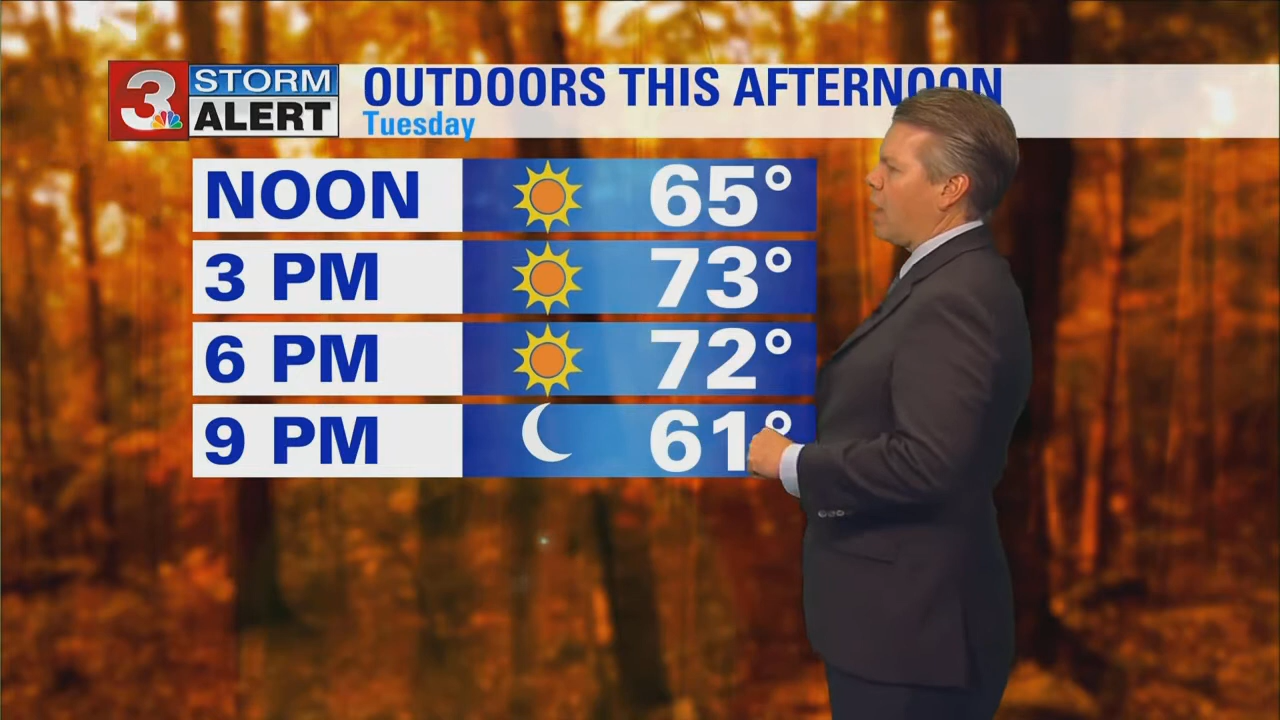 3 STORM
ALERT
OUTDOORS THIS AFTERNOON
Tuesday
NOON 65°
3 PM 73°
6 PM 72°
9 PM 61°